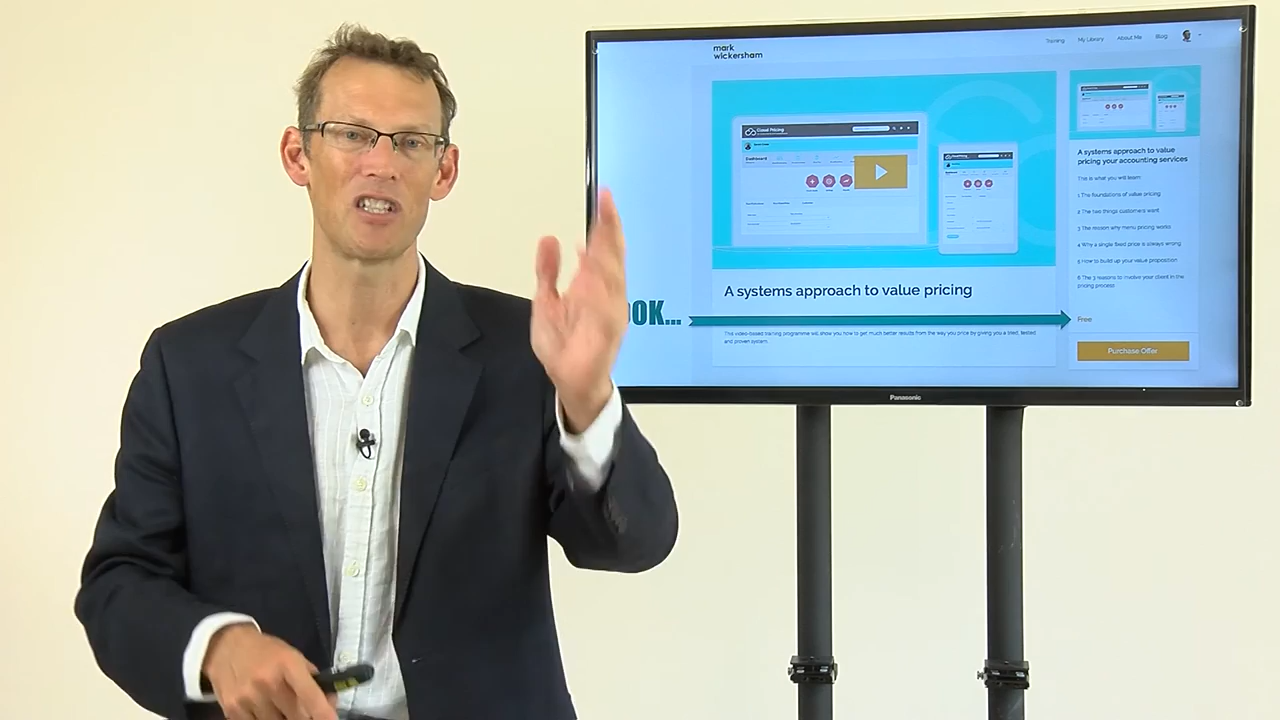 mark
wickersham
Training
My Library
About Me
Blog
Cloud Pricing
Dashboard
A systems approach to value
pricing your accounting services
This is what you will learn:
1 The foundations of value pricing
2 The two things customers want
3 The reason why menu pricing works
4 Why a single fixed price is always wrong
5 How to build up your value proposition
6 The 3 reasons to involve your client in the
pricing process
A systems approach to value pricing
OOK...
Free
This video-based training programme will show you how to get much better results from the way you price by giving you a tried, tested
and proven system.
Purchase Offer
Panasonic